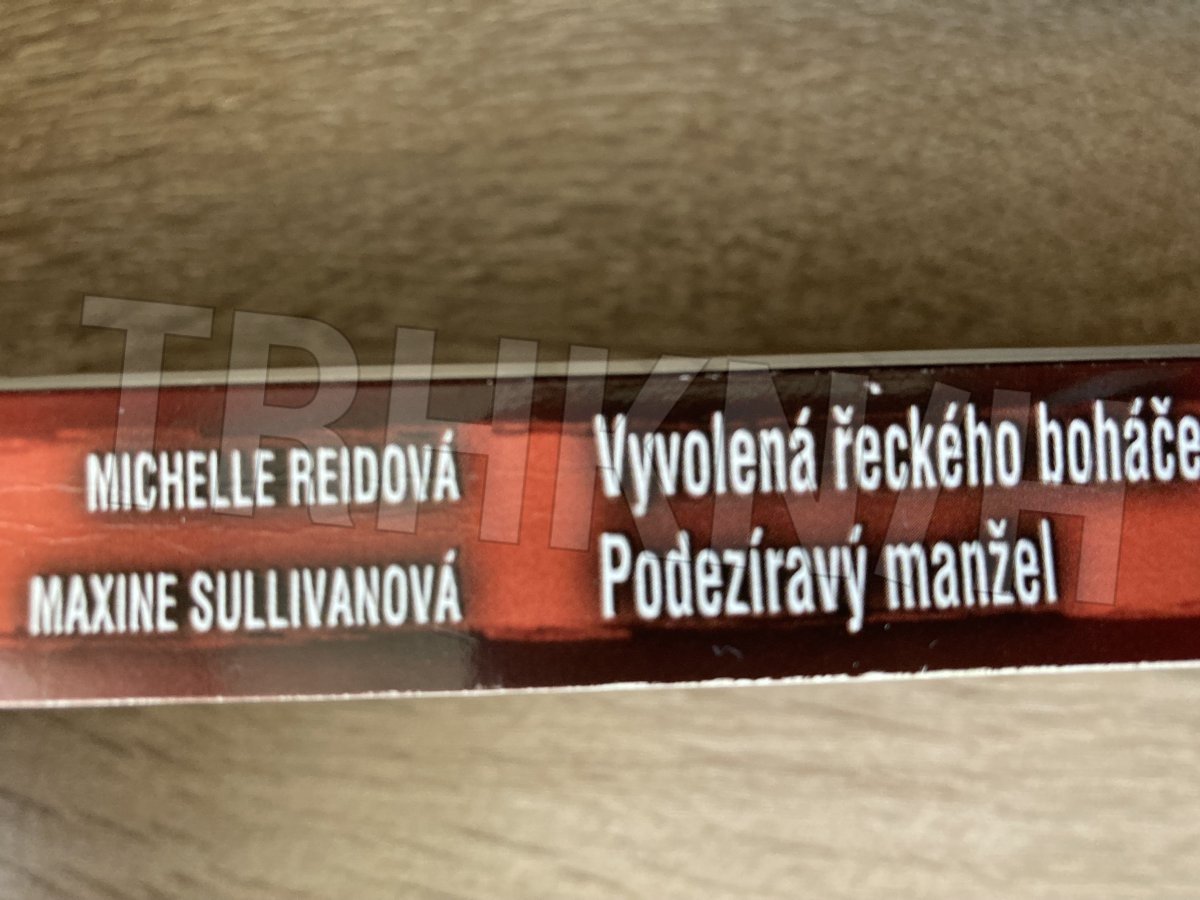 MICHELLE REIDOVÁ Vyvolená řeckého boháče
MAXINE SULLIVANOVÁ Podezíravý manžel
TRHKNIH